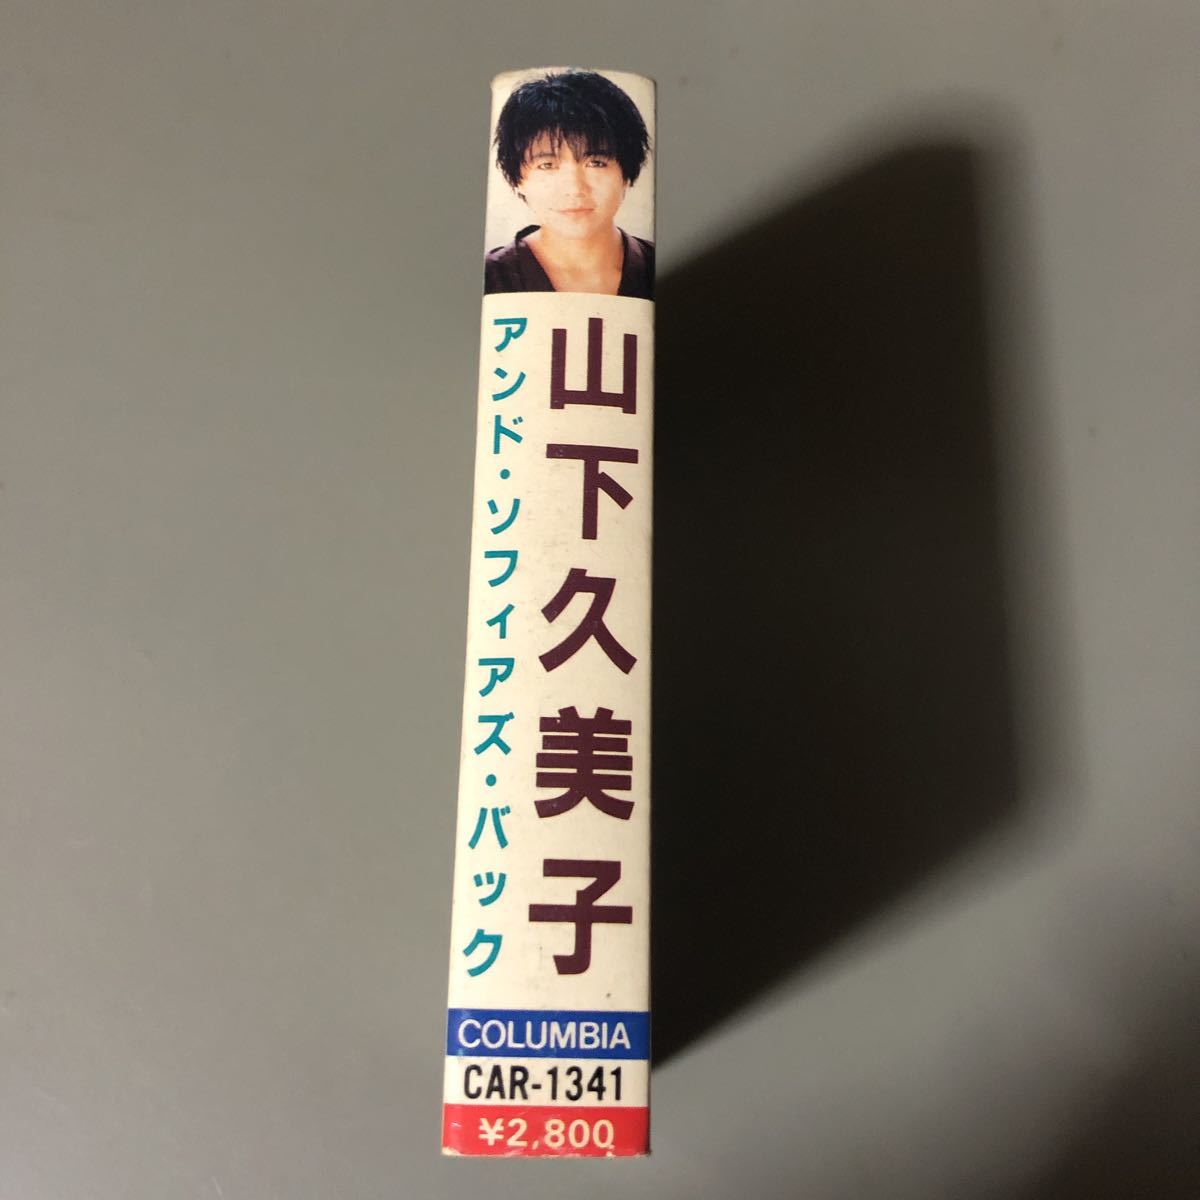 山下久美子
アンド・ソフィアズ・バック
COLUMBIA
CAR-1341
¥2,800